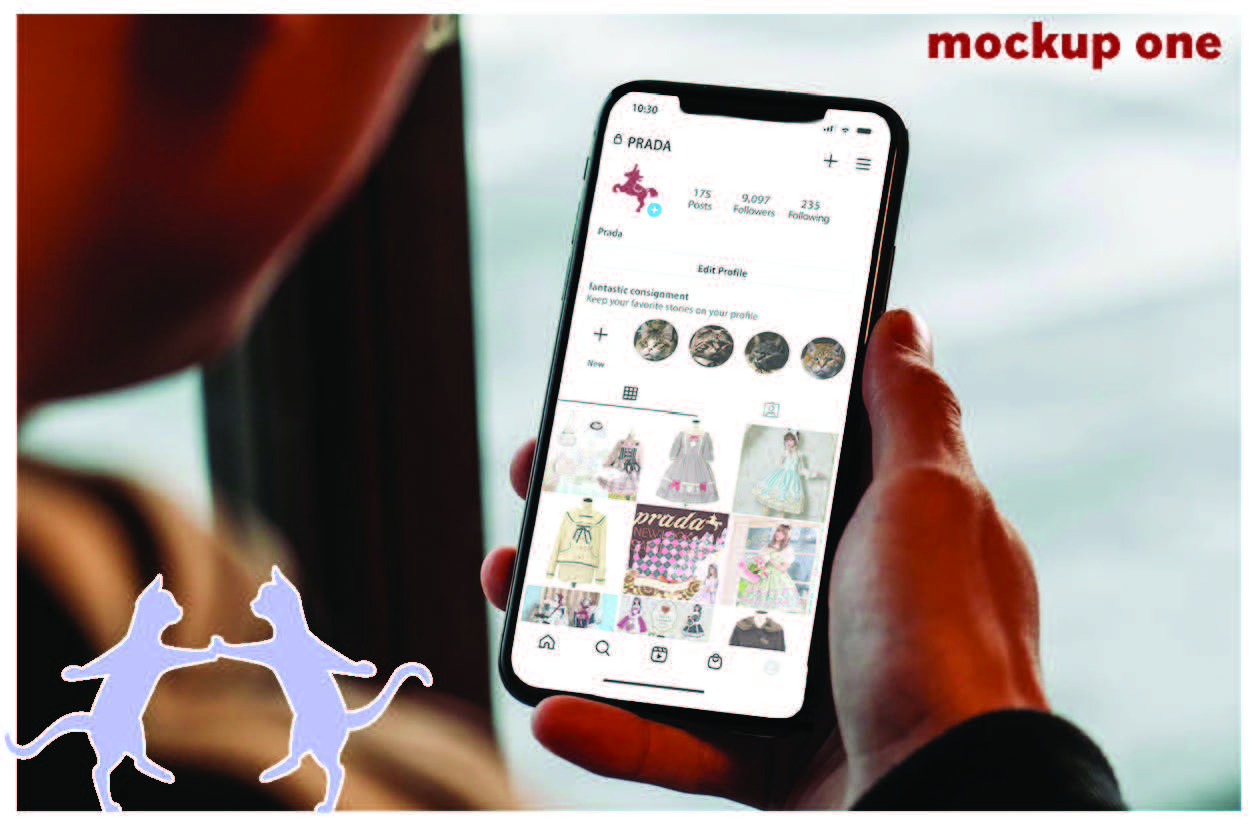 mockup one
10:30
PRADA
175
Posts
9,097
Followers
235
Following
Prada
Edit Profile
fantastic consignment
Keep your favorite stories on your profile
New
prada